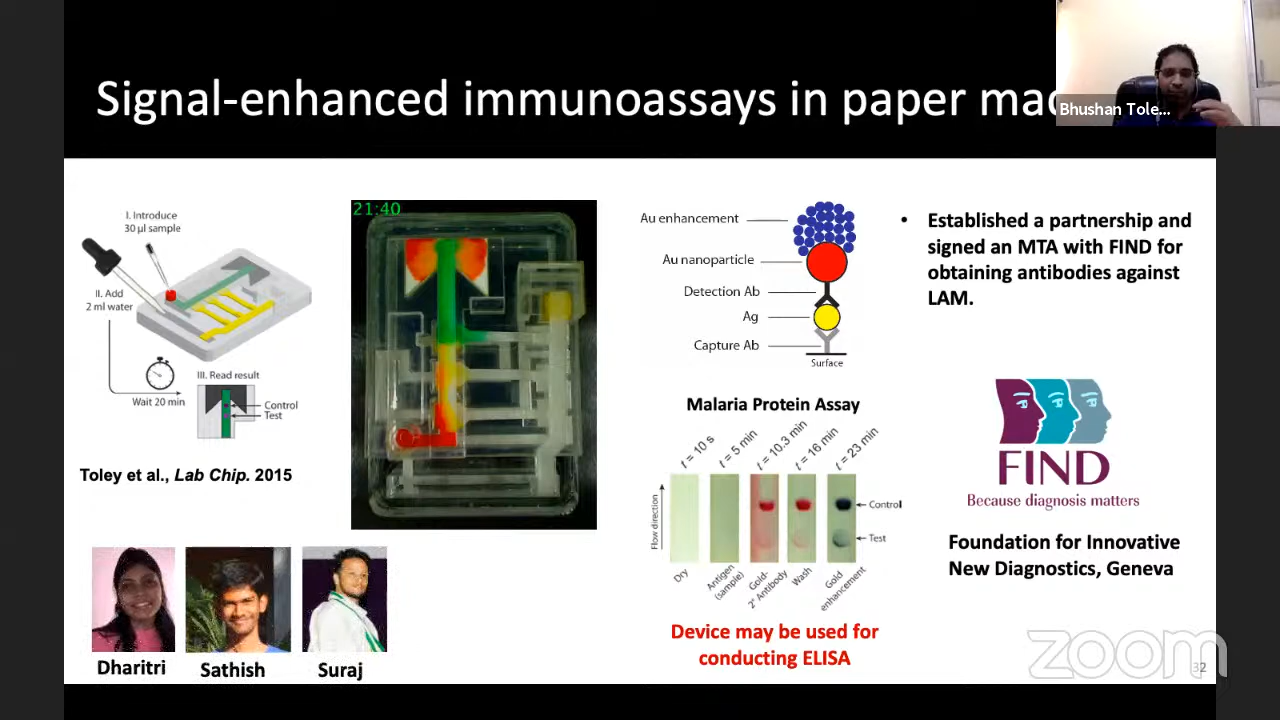 Signal-enhanced immunoassays in paper
Bhushan Tole...
I. Introduce
30 µl sample
II. Add
2 ml water
Wait 20 min
III. Read result
Control
Test
Toley et al., Lab Chip. 2015
21:40
Au enhancement
Au nanoparticle
Detection Ab
Ag
Capture Ab
Surface
Malaria Protein Assay
t = 10 s
t = 5 min
t = 10.3 min
t = 16 min
t = 23 min
Flow direction
Control
Test
Dry
Antigen
(sample)
Gold-
2° Antibody
Wash
Gold
enhancement
Device may be used for
conducting ELISA
• Established a partnership and
signed an MTA with FIND for
obtaining antibodies against
LAM.
FIND
Because diagnosis matters
Foundation for Innovative
New Diagnostics, Geneva
Dharitri
Sathish
Suraj
zoom
32